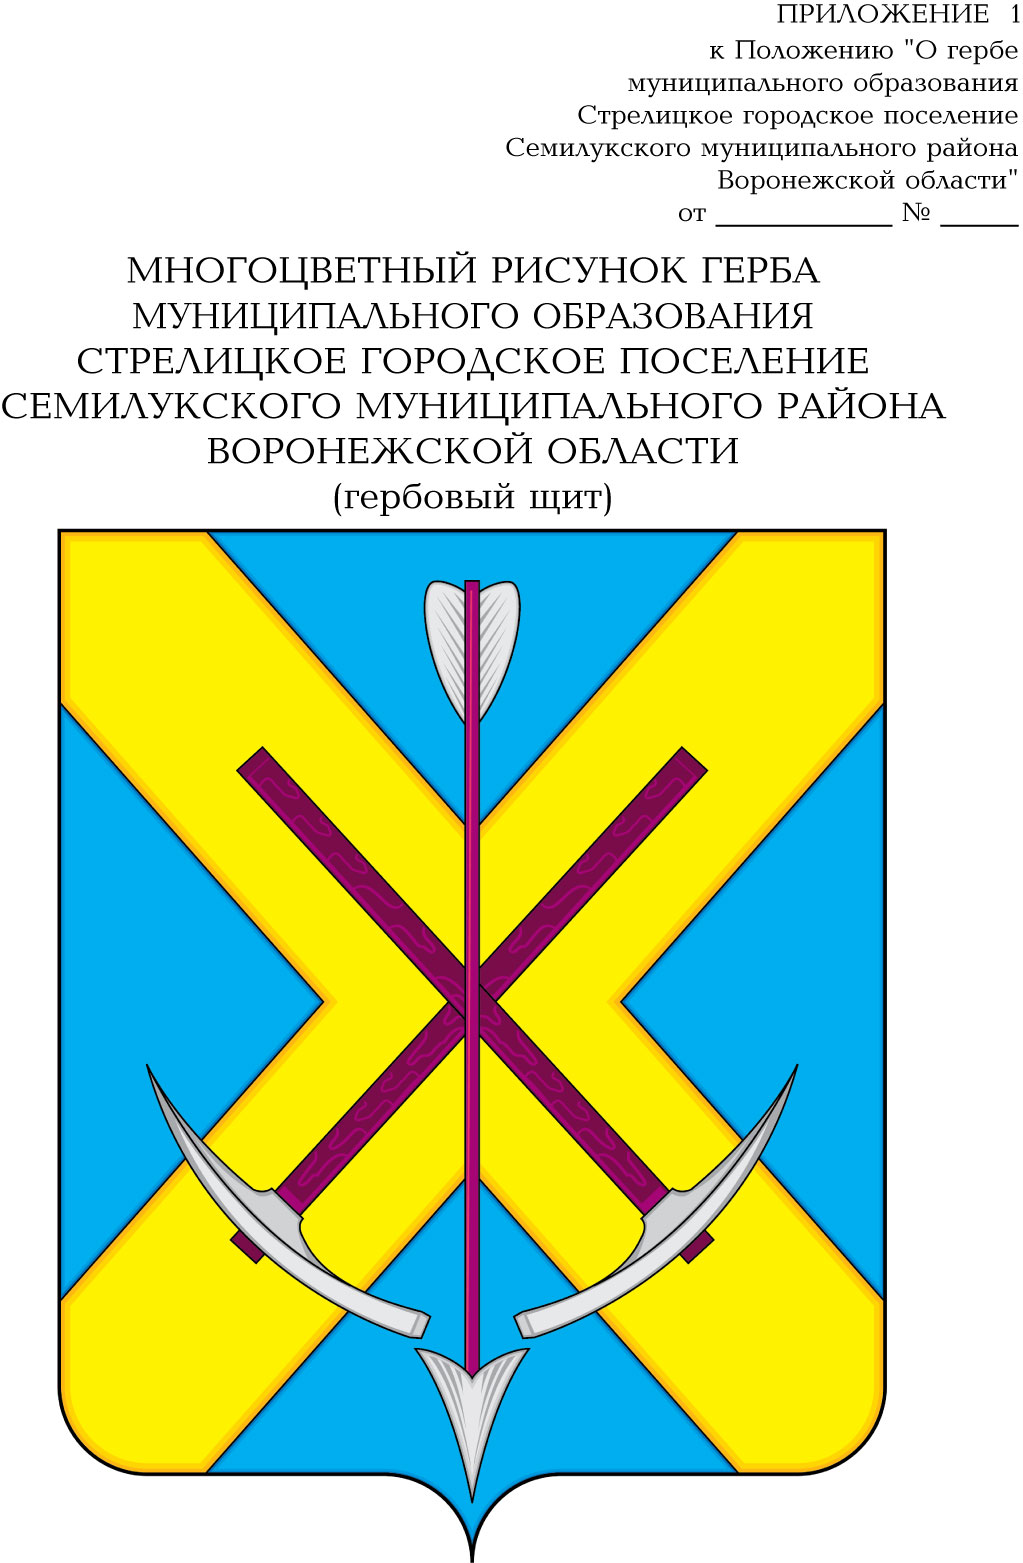 ПРИЛОЖЕНИЕ 1
к Положению "О гербе
муниципального образования
Стрелицкое городское поселение
Семилукского муниципального района
Воронежской области"
от ____________ № _____
МНОГОЦВЕТНЫЙ РИСУНОК ГЕРБА
МУНИЦИПАЛЬНОГО ОБРАЗОВАНИЯ
СТРЕЛИЦКОЕ ГОРОДСКОЕ ПОСЕЛЕНИЕ
СЕМИЛУКСКОГО МУНИЦИПАЛЬНОГО РАЙОНА
ВОРОНЕЖСКОЙ ОБЛАСТИ
(гербовый щит)